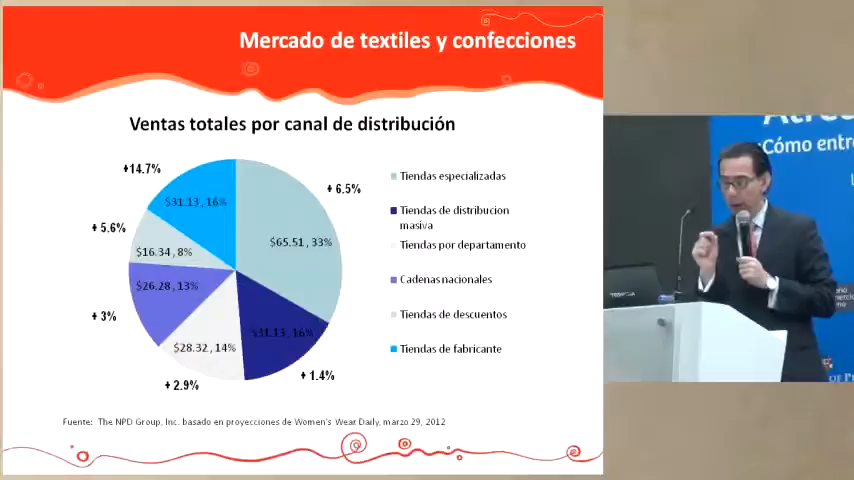 Mercado de textiles y confecciones
Ventas totales por canal de distribución
+14.7%
+ 6.5%
$31.13, 16%
+ 5.6%
$65.51, 33%
$16.34, 8%
$26.28, 13%
+ 3%
$31.13, 16%
$28.32, 14%
+ 1.4%
+ 2.9%
Tiendas especializadas
Tiendas de distribucion
masiva
Tiendas por departamento
Cadenas nacionales
Tiendas de descuentos
Tiendas de fabricante
Fuente: The NPD Group, Inc. basado en proyecciones de Women's Wear Daily, marzo 29, 2012
¿Cómo entr
TOSHIBA